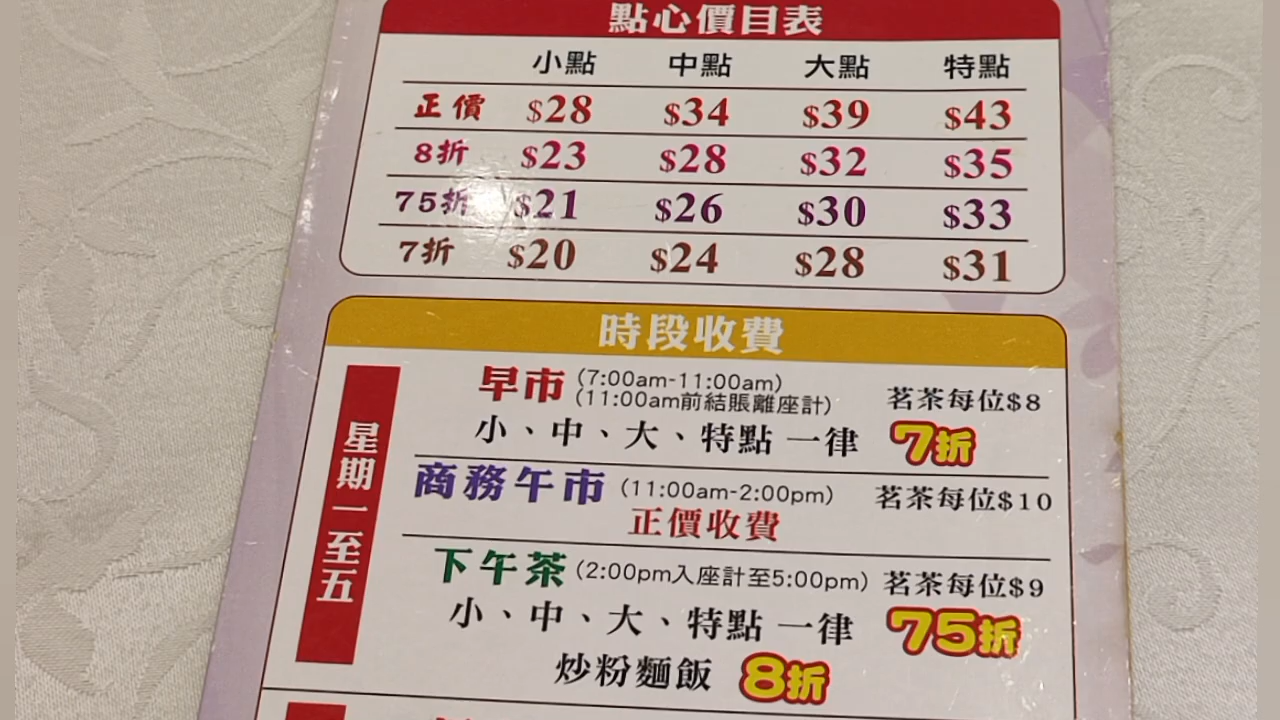 點心價目表
小點 中點 大點 特點
正價 $28 $34 $39 $43
8折 $23 $28 $32 $35
75折 $21 $26 $30 $33
7折 $20 $24 $28 $31
時段收費
星期一至五
早市 (7:00am-11:00am)
(11:00am前結賬離座計) 茗茶每位$8
小、中、大、特點 一律 7折
商務午市 (11:00am-2:00pm) 茗茶每位$10
正價收費
下午茶 (2:00pm入座計至5:00pm) 茗茶每位$9
小、中、大、特點 一律 75折
炒粉麵飯 8折